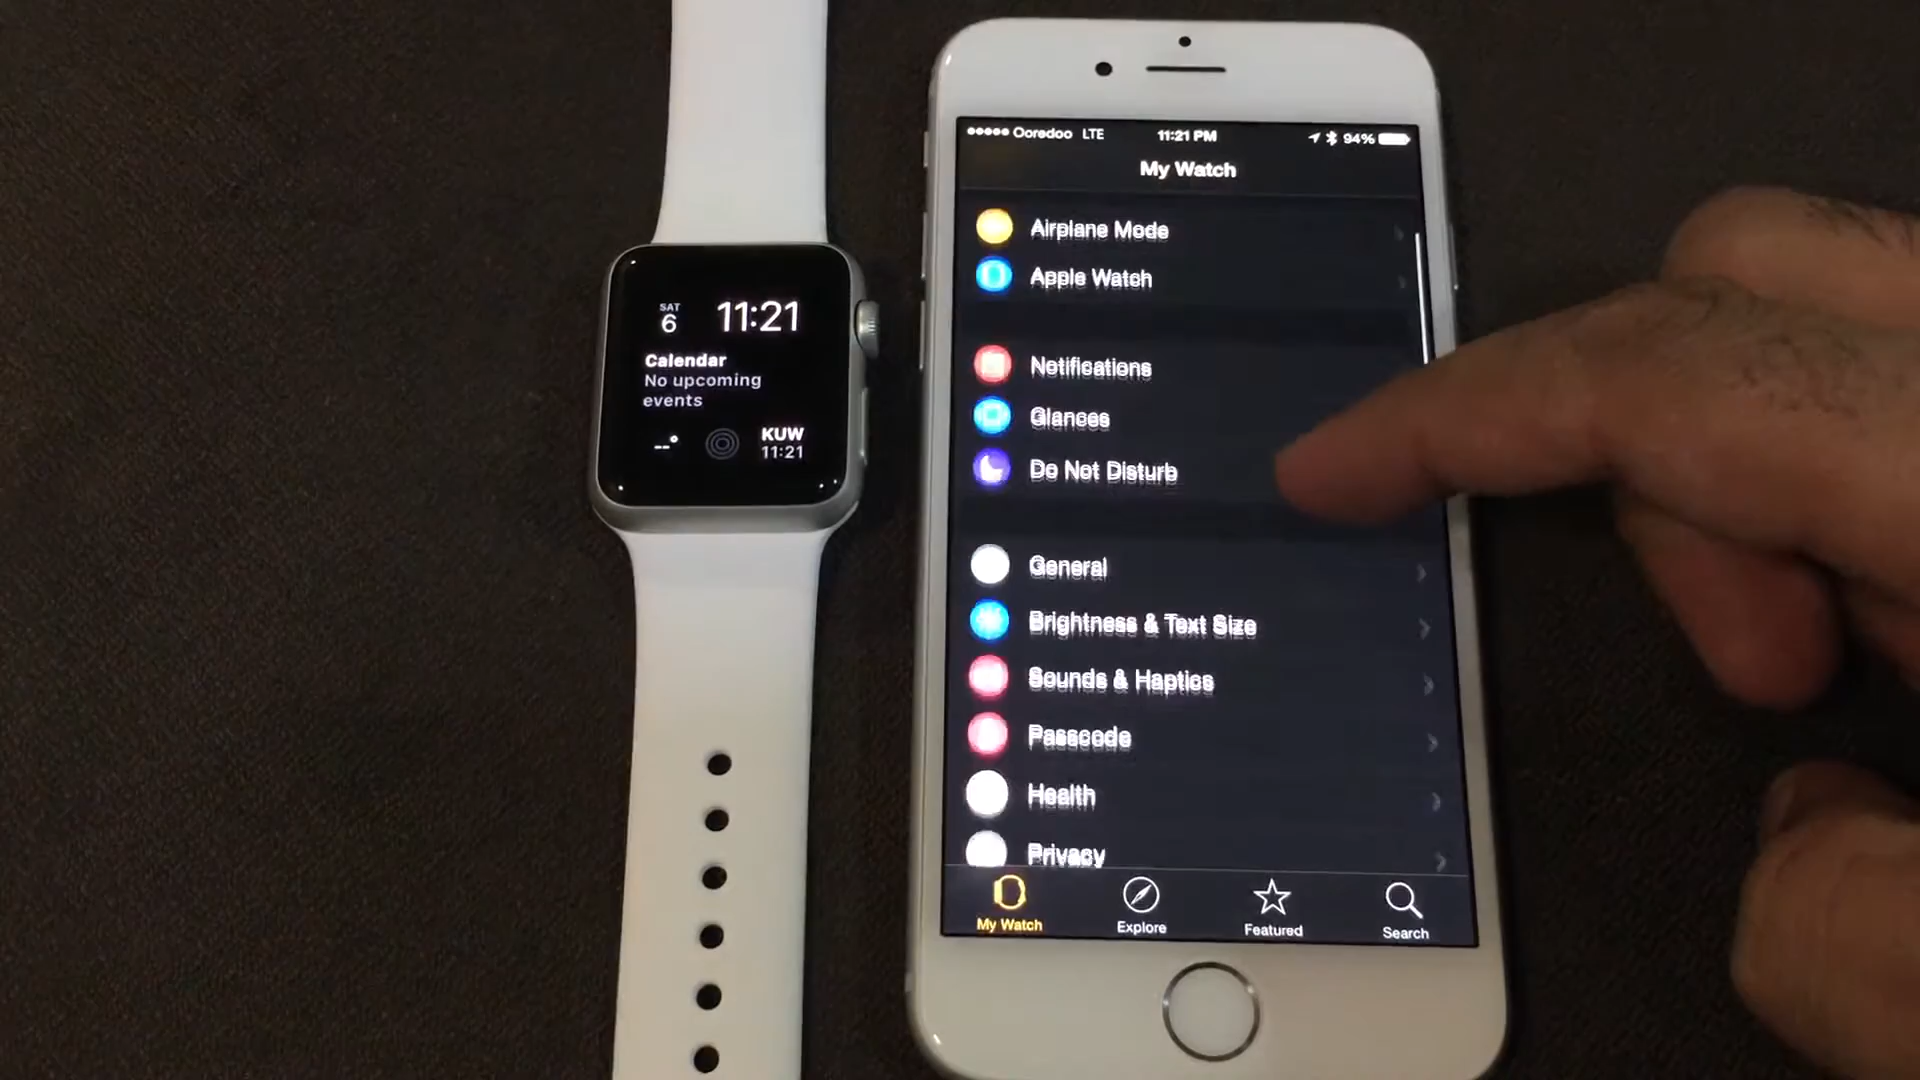 SAT
6
11:21
Calendar
No upcoming
events
--°
KUW
11:21
Ooredoo LTE 11:21 PM 94%
My Watch
Airplane Mode
Apple Watch
Notifications
Glances
Do Not Disturb
General
Brightness & Text Size
Sounds & Haptics
Passcode
Health
Privacy
My Watch Explore Featured Search